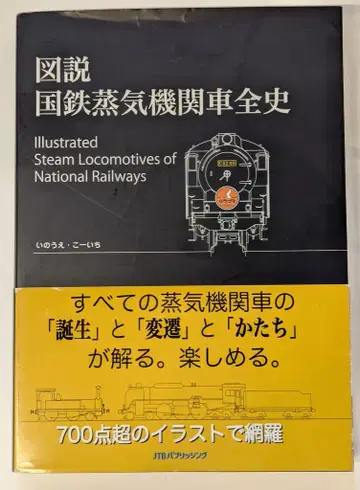 図説
国鉄蒸気機関車全史
Illustrated
Steam Locomotives of
National Railways
いのうえ・こーいち
すべての蒸気機関車の
「誕生」と「変遷」と「かたち」
が解る。楽しめる。
700点超のイラストで網羅
JTBパブリッシング